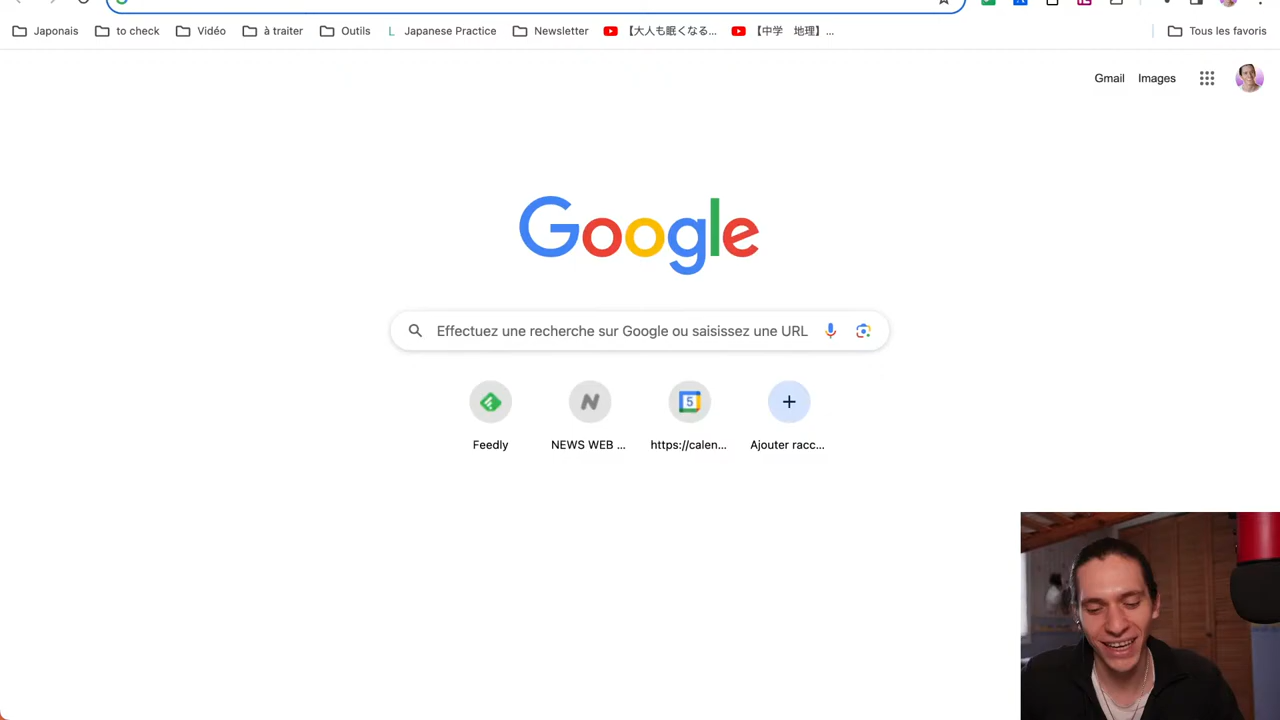 Japonais to check Vidéo à traiter Outils Japanese Practice Newsletter 【大人も眠くなる... 【中学 地理】... Tous les favoris
Gmail Images
Google
Effectuez une recherche sur Google ou saisissez une URL
5
Feedly NEWS WEB ... https://calen... Ajouter racc...